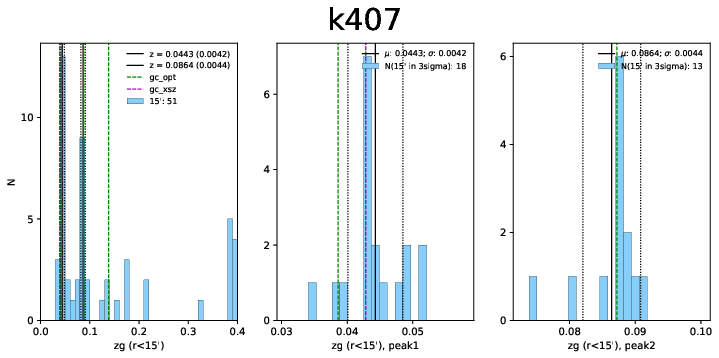 k407
z = 0.0443 (0.0042)
z = 0.0864 (0.0044)
gc_opt
gc_xsz
15': 51
N
0
5
10
0.0 0.1 0.2 0.3 0.4
zg (r<15')
μ: 0.0443; σ: 0.0042
N(15' in 3sigma): 18
0
2
4
6
0.03 0.04 0.05
zg (r<15'), peak1
μ: 0.0864; σ: 0.0044
N(15' in 3sigma): 13
0
2
4
6
0.08 0.09 0.10
zg (r<15'), peak2